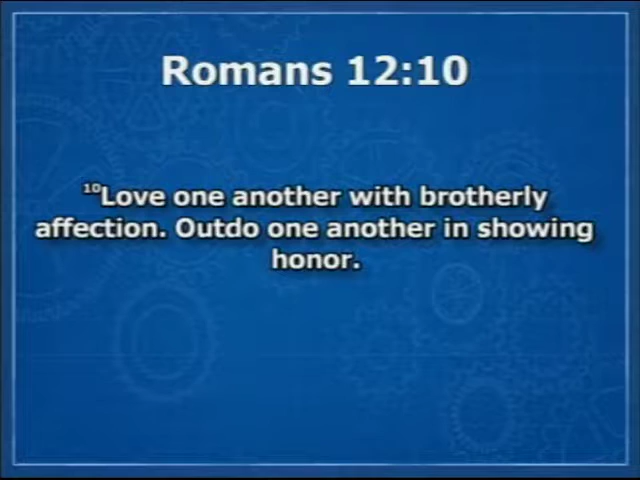 Romans 12:10
10Love one another with brotherly
affection. Outdo one another in showing
honor.